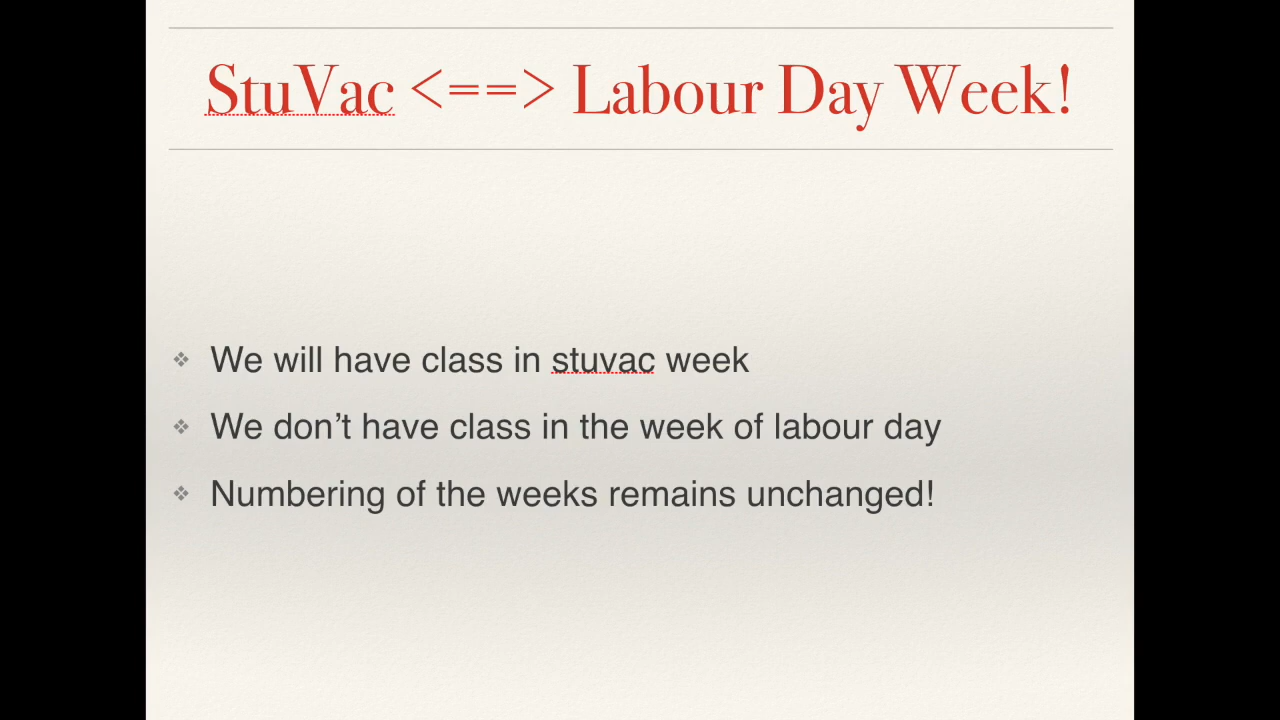 StuVac <==> Labour Day Week!
We will have class in stuvac week
We don’t have class in the week of labour day
Numbering of the weeks remains unchanged!